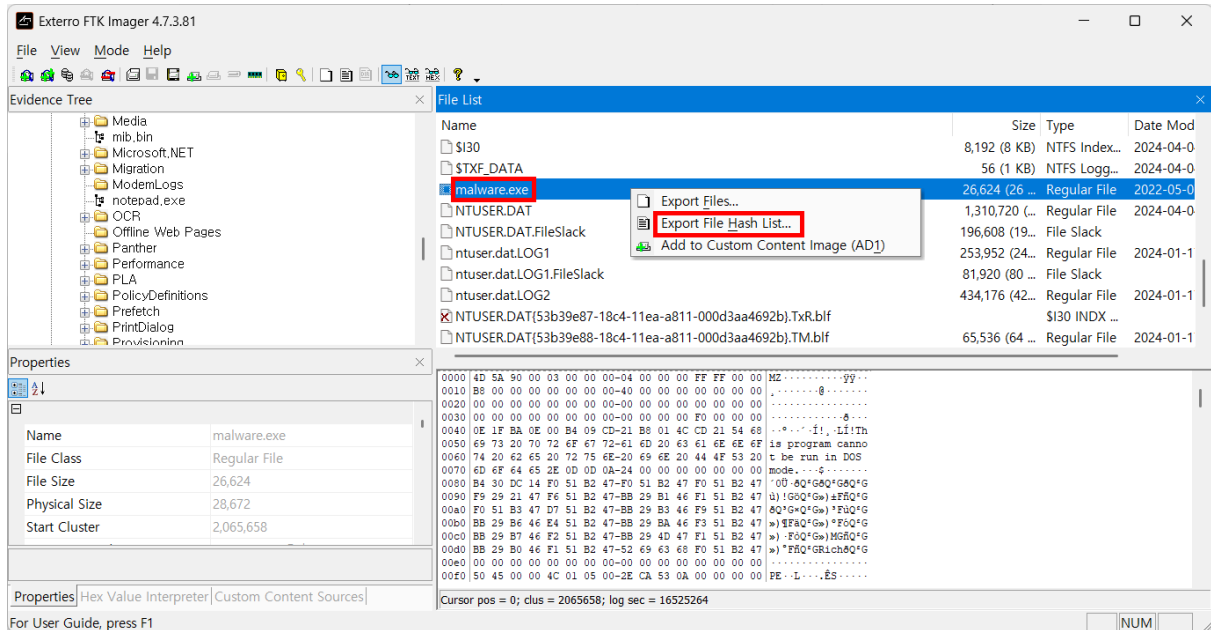 Exterro FTK Imager 4.7.3.81
File View Mode Help
Evidence Tree
Media
mib.bin
Microsoft.NET
Migration
ModemLogs
notepad.exe
OCR
Offline Web Pages
Panther
Performance
PLA
PolicyDefinitions
Prefetch
PrintDialog
Provisioning
Properties
Name malware.exe
File Class Regular File
File Size 26,624
Physical Size 28,672
Start Cluster 2,065,658
Properties Hex Value Interpreter Custom Content Sources
For User Guide, press F1
File List
Name Size Type Date Mod
$I30 8,192 (8 KB) NTFS Index... 2024-04-0
$TXF_DATA 56 (1 KB) NTFS Logg... 2024-04-0
malware.exe 26,624 (26 ... Regular File 2022-05-0
NTUSER.DAT 1,310,720 (... Regular File 2024-04-0
NTUSER.DAT.FileSlack 196,608 (19... File Slack
ntuser.dat.LOG1 253,952 (24... Regular File 2024-01-1
ntuser.dat.LOG1.FileSlack 81,920 (80 ... File Slack
ntuser.dat.LOG2 434,176 (42... Regular File 2024-01-1
NTUSER.DAT{53b39e87-18c4-11ea-a811-000d3aa4692b}.TxR.blf $I30 INDX ...
NTUSER.DAT{53b39e88-18c4-11ea-a811-000d3aa4692b}.TM.blf 65,536 (64 ... Regular File 2024-01-1
Export Files...
Export File Hash List...
Add to Custom Content Image (AD1)
0000 4D 5A 90 00 03 00 00 00-04 00 00 00 FF FF 00 00 MZ··········ÿÿ··
0010 B8 00 00 00 00 00 00 00-40 00 00 00 00 00 00 00 ¸·······@·······
0020 00 00 00 00 00 00 00 00-00 00 00 00 00 00 00 00 ················
0030 00 00 00 00 00 00 00 00-00 00 00 00 F0 00 00 00 ············ð···
0040 0E 1F BA 0E 00 B4 09 CD-21 B8 01 4C CD 21 54 68 ··º··´·Í!¸·LÍ!Th
0050 69 73 20 70 72 6F 67 72-61 6D 20 63 61 6E 6E 6F is program canno
0060 74 20 62 65 20 72 75 6E-20 69 6E 20 44 4F 53 20 t be run in DOS
0070 6D 6F 64 65 2E 0D 0D 0A-24 00 00 00 00 00 00 00 mode.···$·······
0080 B4 30 DC 14 F0 51 B2 47-F0 51 B2 47 F0 51 B2 47 ´0Ü·ðQ²GðQ²GðQ²G
0090 F9 29 21 47 F6 51 B2 47-BB 29 B1 46 F1 51 B2 47 ù)!GöQ²G»)±FñQ²G
00a0 F0 51 B3 47 D7 51 B2 47-BB 29 B3 46 F9 51 B2 47 ðQ³G×Q²G»)³FùQ²G
00b0 BB 29 B6 46 E4 51 B2 47-BB 29 BA 46 F3 51 B2 47 »)¶FäQ²G»)ºFóQ²G
00c0 BB 29 B7 46 F2 51 B2 47-BB 29 4D 47 F1 51 B2 47 »)·FòQ²G»)MGñQ²G
00d0 BB 29 B0 46 F1 51 B2 47-52 69 63 68 F0 51 B2 47 »)°FñQ²GRichðQ²G
00e0 00 00 00 00 00 00 00 00-00 00 00 00 00 00 00 00 ················
00f0 50 45 00 00 4C 01 05 00-2E CA 53 0A 00 00 00 00 PE··L···.ÊS·····
Cursor pos = 0; clus = 2065658; log sec = 16525264
NUM